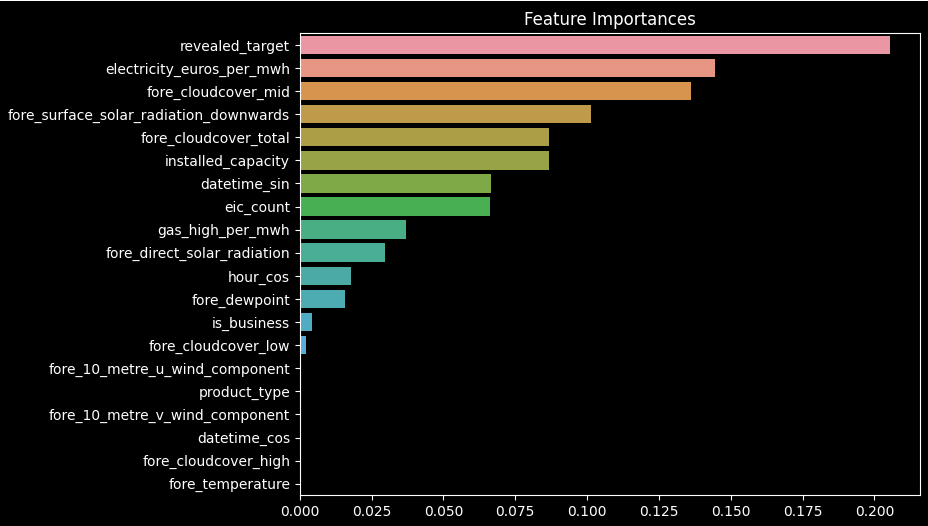 Feature Importances
revealed_target
electricity_euros_per_mwh
fore_cloudcover_mid
fore_surface_solar_radiation_downwards
fore_cloudcover_total
installed_capacity
datetime_sin
eic_count
gas_high_per_mwh
fore_direct_solar_radiation
hour_cos
fore_dewpoint
is_business
fore_cloudcover_low
fore_10_metre_u_wind_component
product_type
fore_10_metre_v_wind_component
datetime_cos
fore_cloudcover_high
fore_temperature
0.000 0.025 0.050 0.075 0.100 0.125 0.150 0.175 0.200